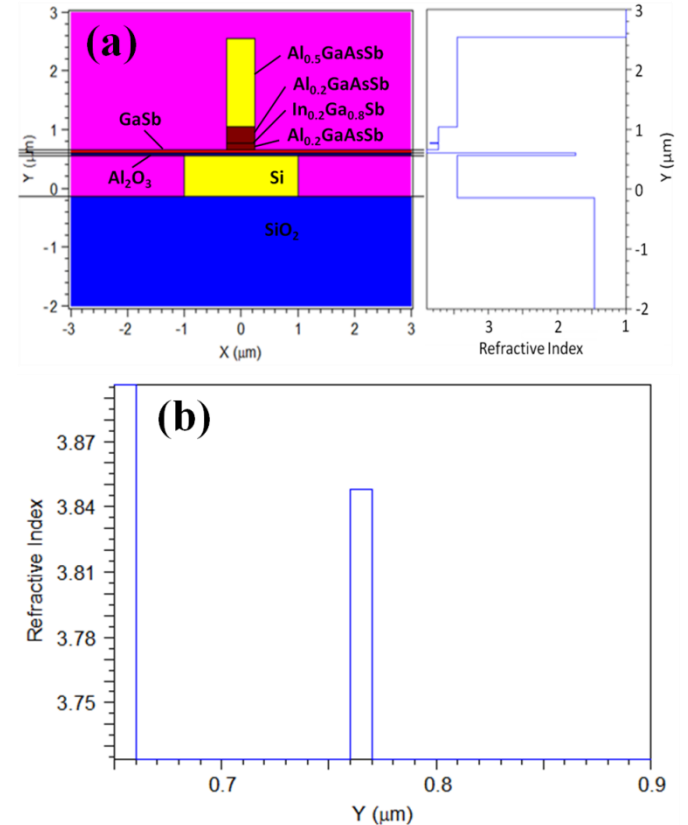 (a)
3
2
1
0
-1
-2
Y (μm)
-3
-2
-1
0
1
2
3
X (μm)
Al0.5GaAsSb
Al0.2GaAsSb
In0.2Ga0.8Sb
Al0.2GaAsSb
GaSb
Al2O3
Si
SiO2
3
2
1
0
-1
-2
Y (μm)
3
2
1
Refractive Index
(b)
3.87
3.84
3.81
3.78
3.75
Refractive Index
0.7
0.8
0.9
Y (μm)